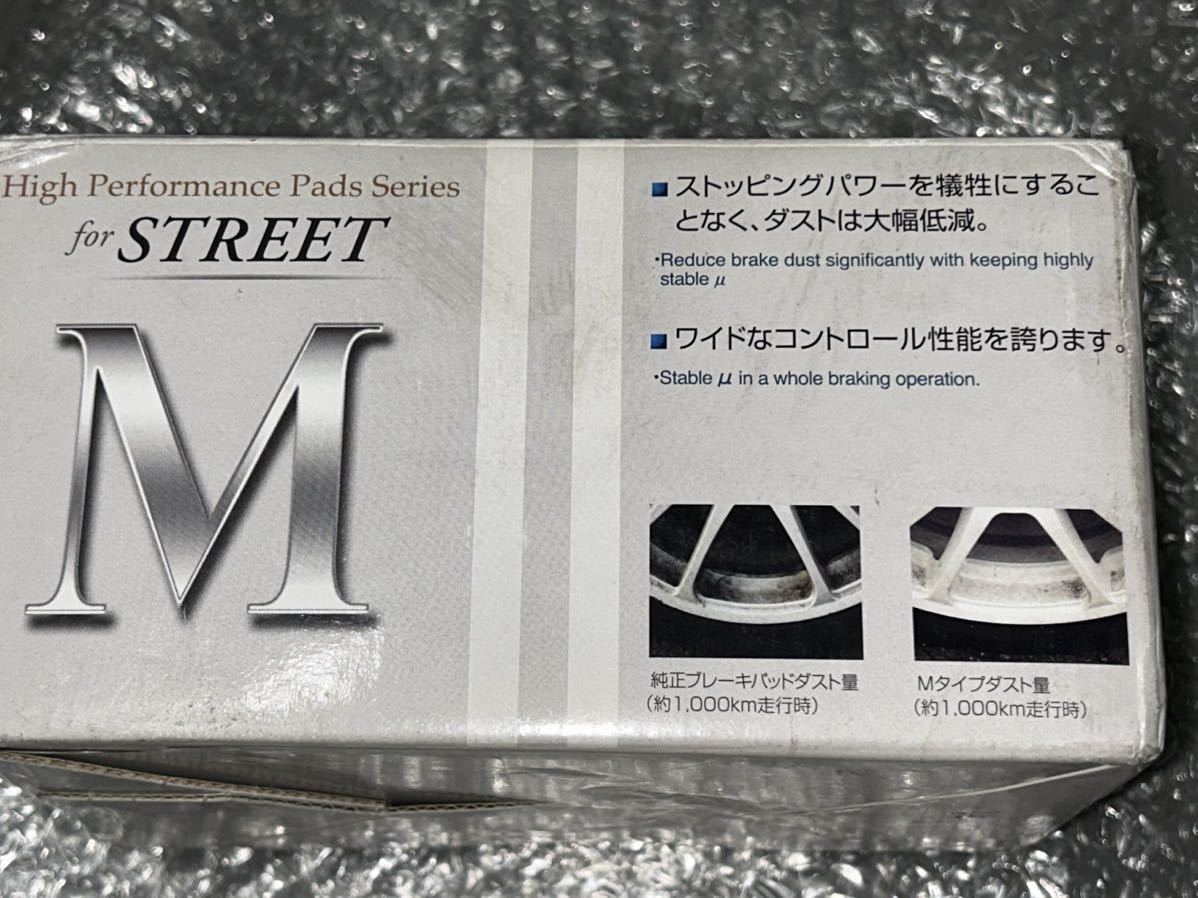 High Performance Pads Series
for STREET
M
■ストッピングパワーを犠牲にするこ
となく、ダストは大幅低減。
・Reduce brake dust significantly with keeping highly
stable μ
■ワイドなコントロール性能を誇ります。
・Stable μ in a whole braking operation.
純正ブレーキパッドダスト量
(約1,000km走行時)
Mタイプダスト量
(約1,000km走行時)